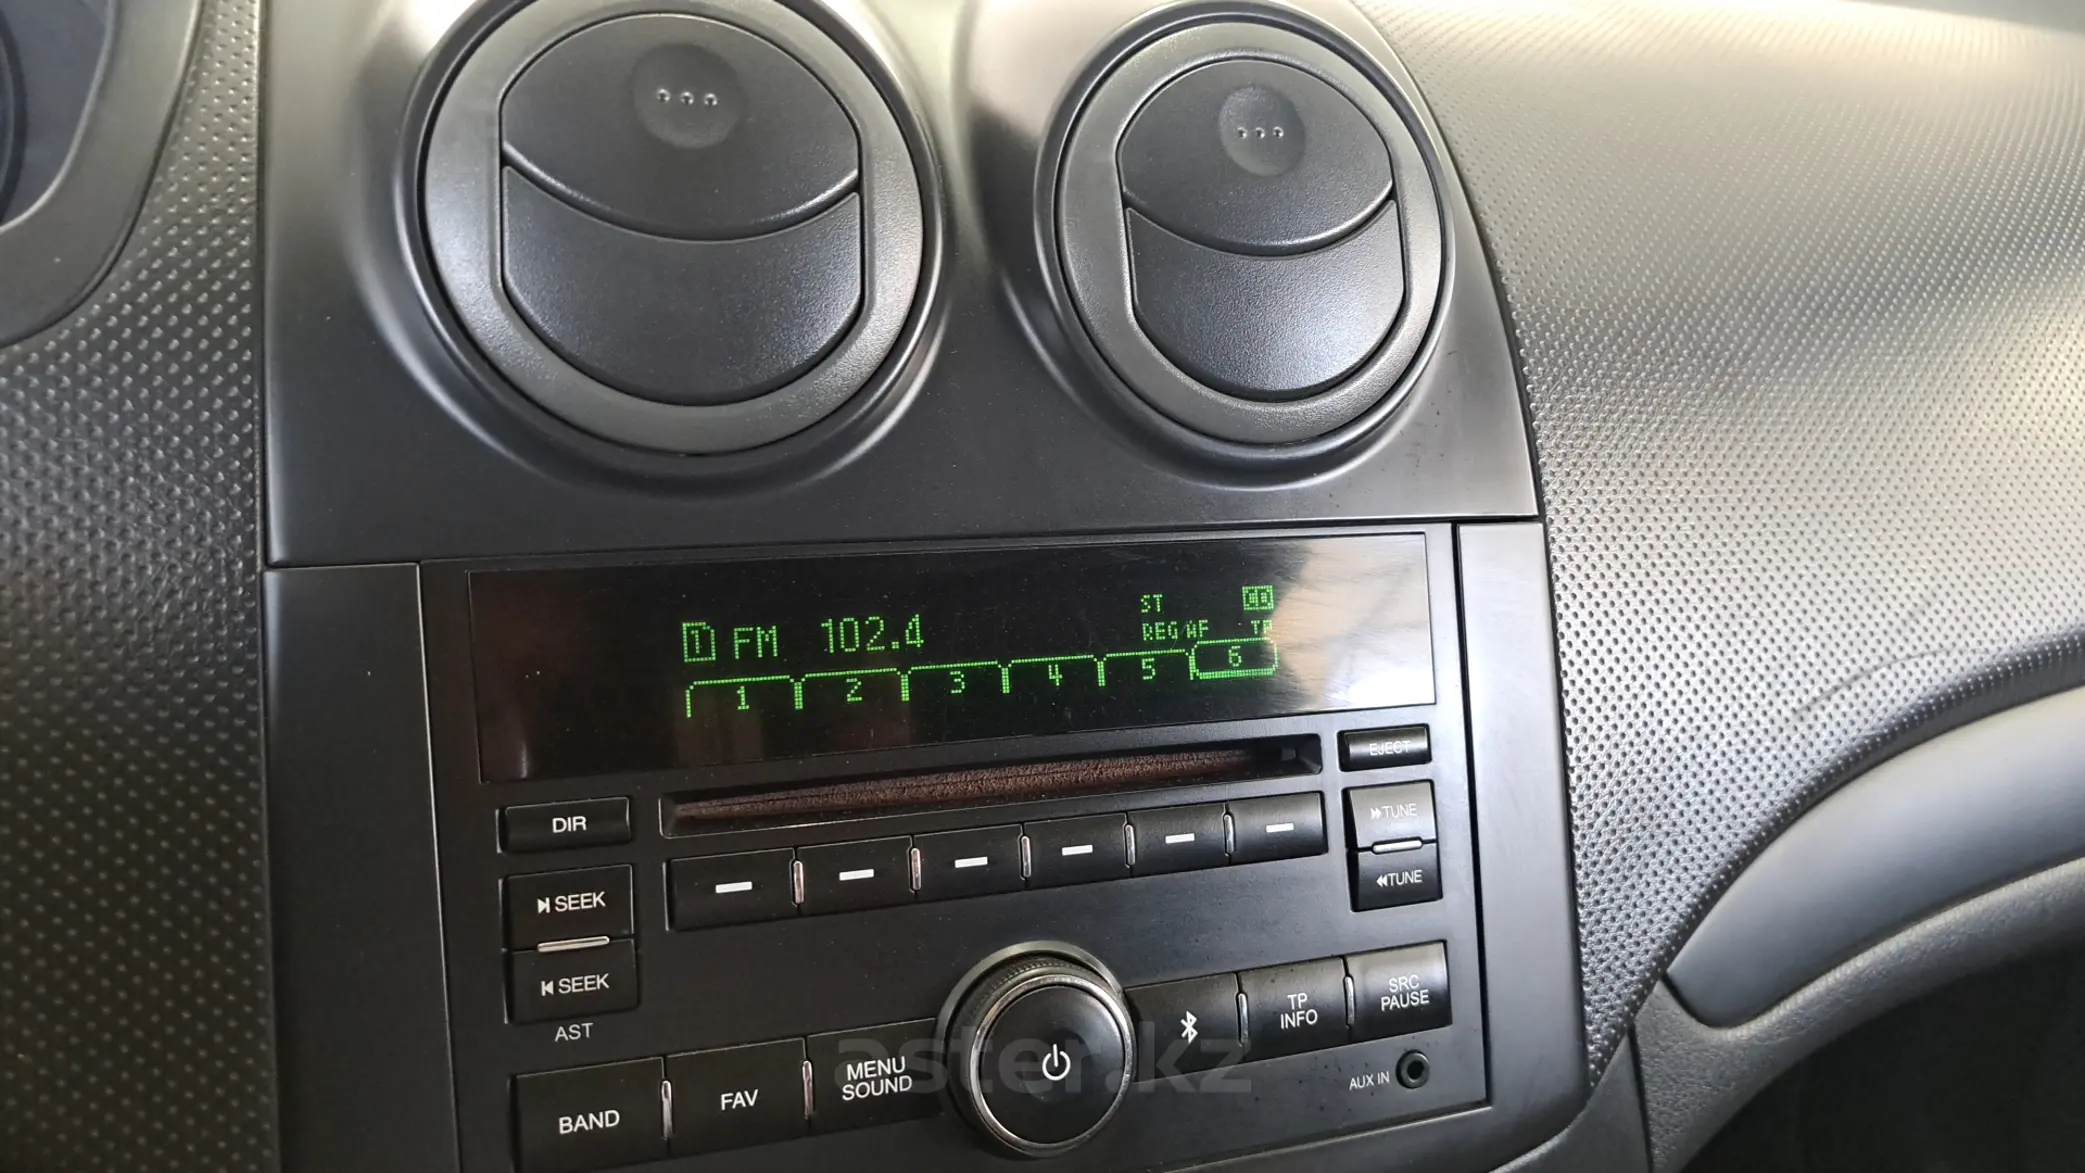 ST
1 FM 102.4
REG/AF TP
1 2 3 4 5 6
EJECT
DIR
TUNE
SEEK
TUNE
SEEK
AST
SRC
PAUSE
TP
INFO
MENU
SOUND
FAV
BAND
AUX IN
aster.kz